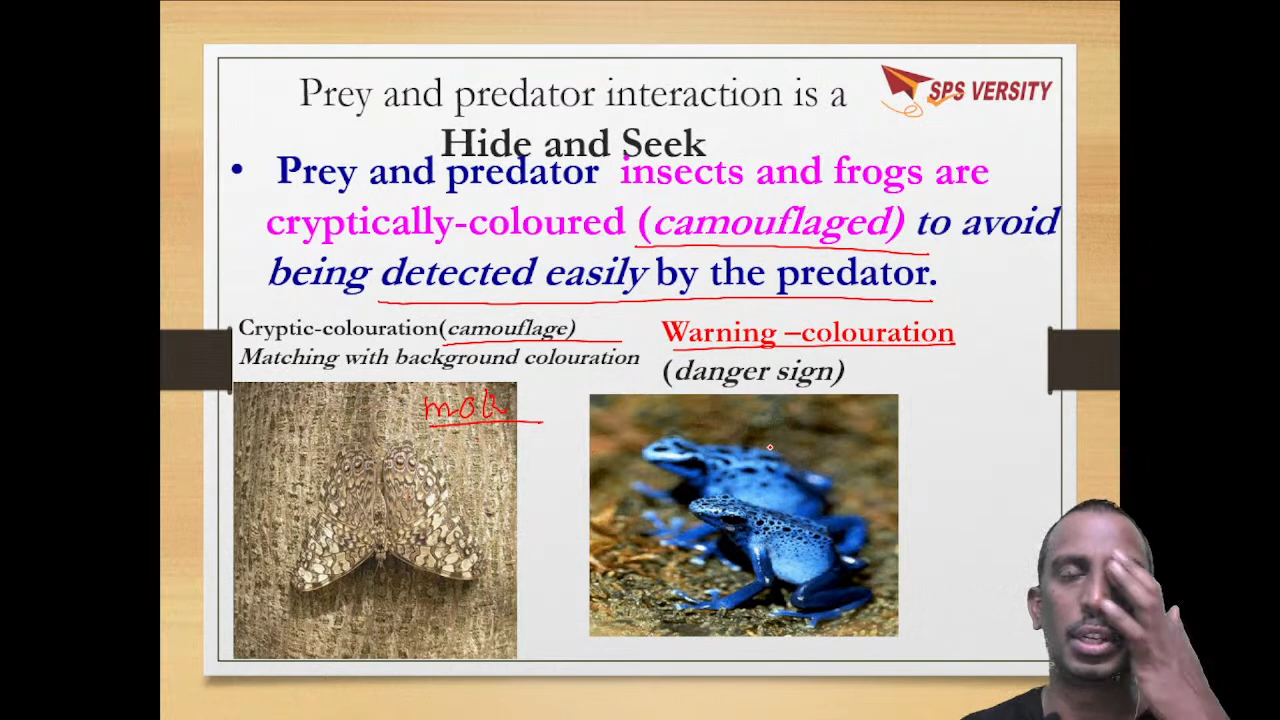 Prey and predator interaction is a
SPS VERSITY
Hide and Seek
• Prey and predator insects and frogs are
cryptically-coloured (camouflaged) to avoid
being detected easily by the predator.
Cryptic-colouration(camouflage)
Matching with background colouration
Warning –colouration
(danger sign)